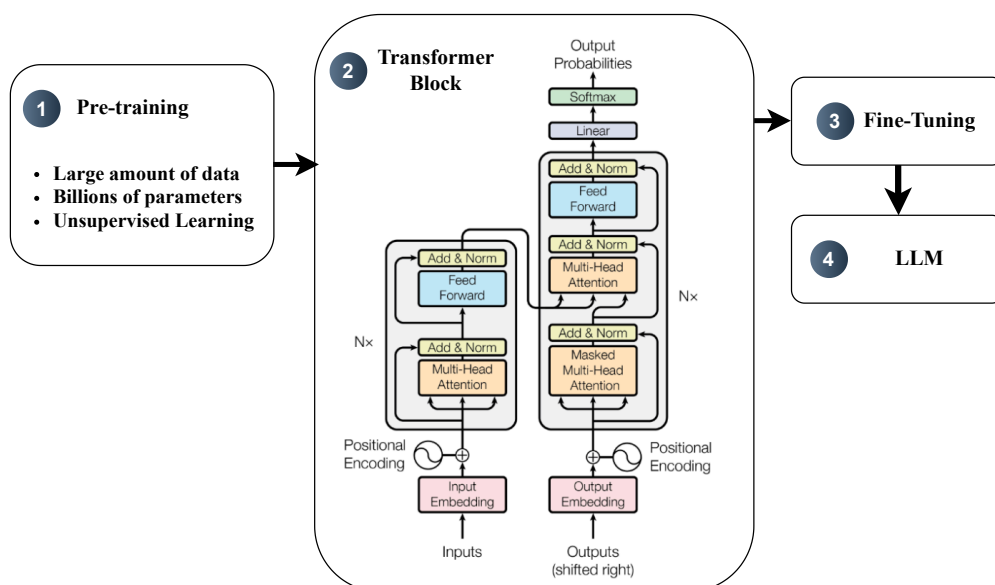 1 Pre-training
• Large amount of data
• Billions of parameters
• Unsupervised Learning
2 Transformer
Block
Output
Probabilities
Softmax
Linear
Add & Norm
Feed
Forward
Add & Norm
Multi-Head
Attention
Nx
Add & Norm
Masked
Multi-Head
Attention
Positional
Encoding
Output
Embedding
Outputs
(shifted right)
Add & Norm
Feed
Forward
Nx
Add & Norm
Multi-Head
Attention
Positional
Encoding
Input
Embedding
Inputs
3 Fine-Tuning
4 LLM